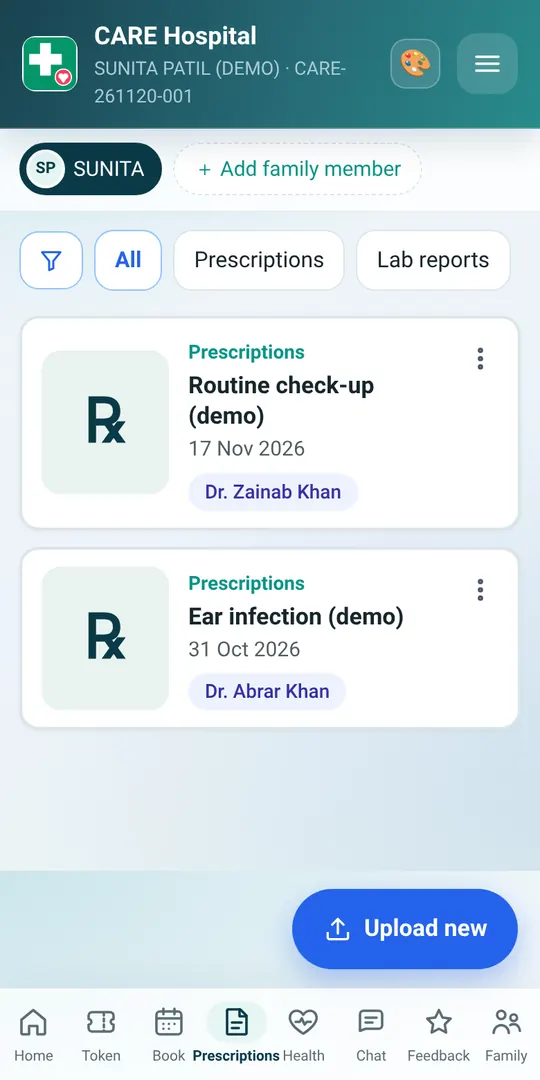 CARE Hospital
SUNITA PATIL (DEMO) · CARE-
261120-001
SP SUNITA
+ Add family member
All
Prescriptions
Lab reports
Prescriptions
Routine check-up
(demo)
17 Nov 2026
Dr. Zainab Khan
Prescriptions
Ear infection (demo)
31 Oct 2026
Dr. Abrar Khan
Upload new
Home
Token
Book
Prescriptions
Health
Chat
Feedback
Family